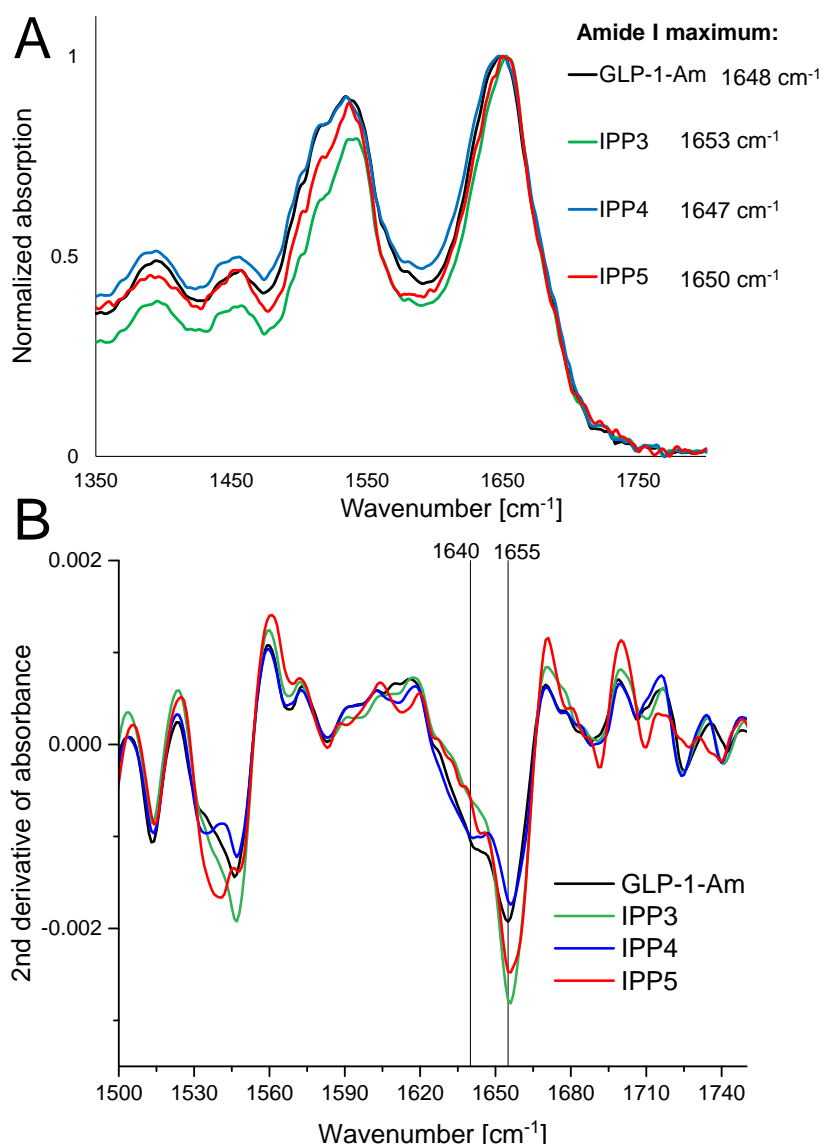 A
Amide I maximum:
GLP-1-Am 1648 cm⁻¹
IPP3 1653 cm⁻¹
IPP4 1647 cm⁻¹
IPP5 1650 cm⁻¹
Normalized absorption
1
0.5
0
1350 1450 1550 1650 1750
Wavenumber [cm⁻¹]
B
1640 1655
2nd derivative of absorbance
0.002
0.000
-0.002
GLP-1-Am
IPP3
IPP4
IPP5
1500 1530 1560 1590 1620 1650 1680 1710 1740
Wavenumber [cm⁻¹]